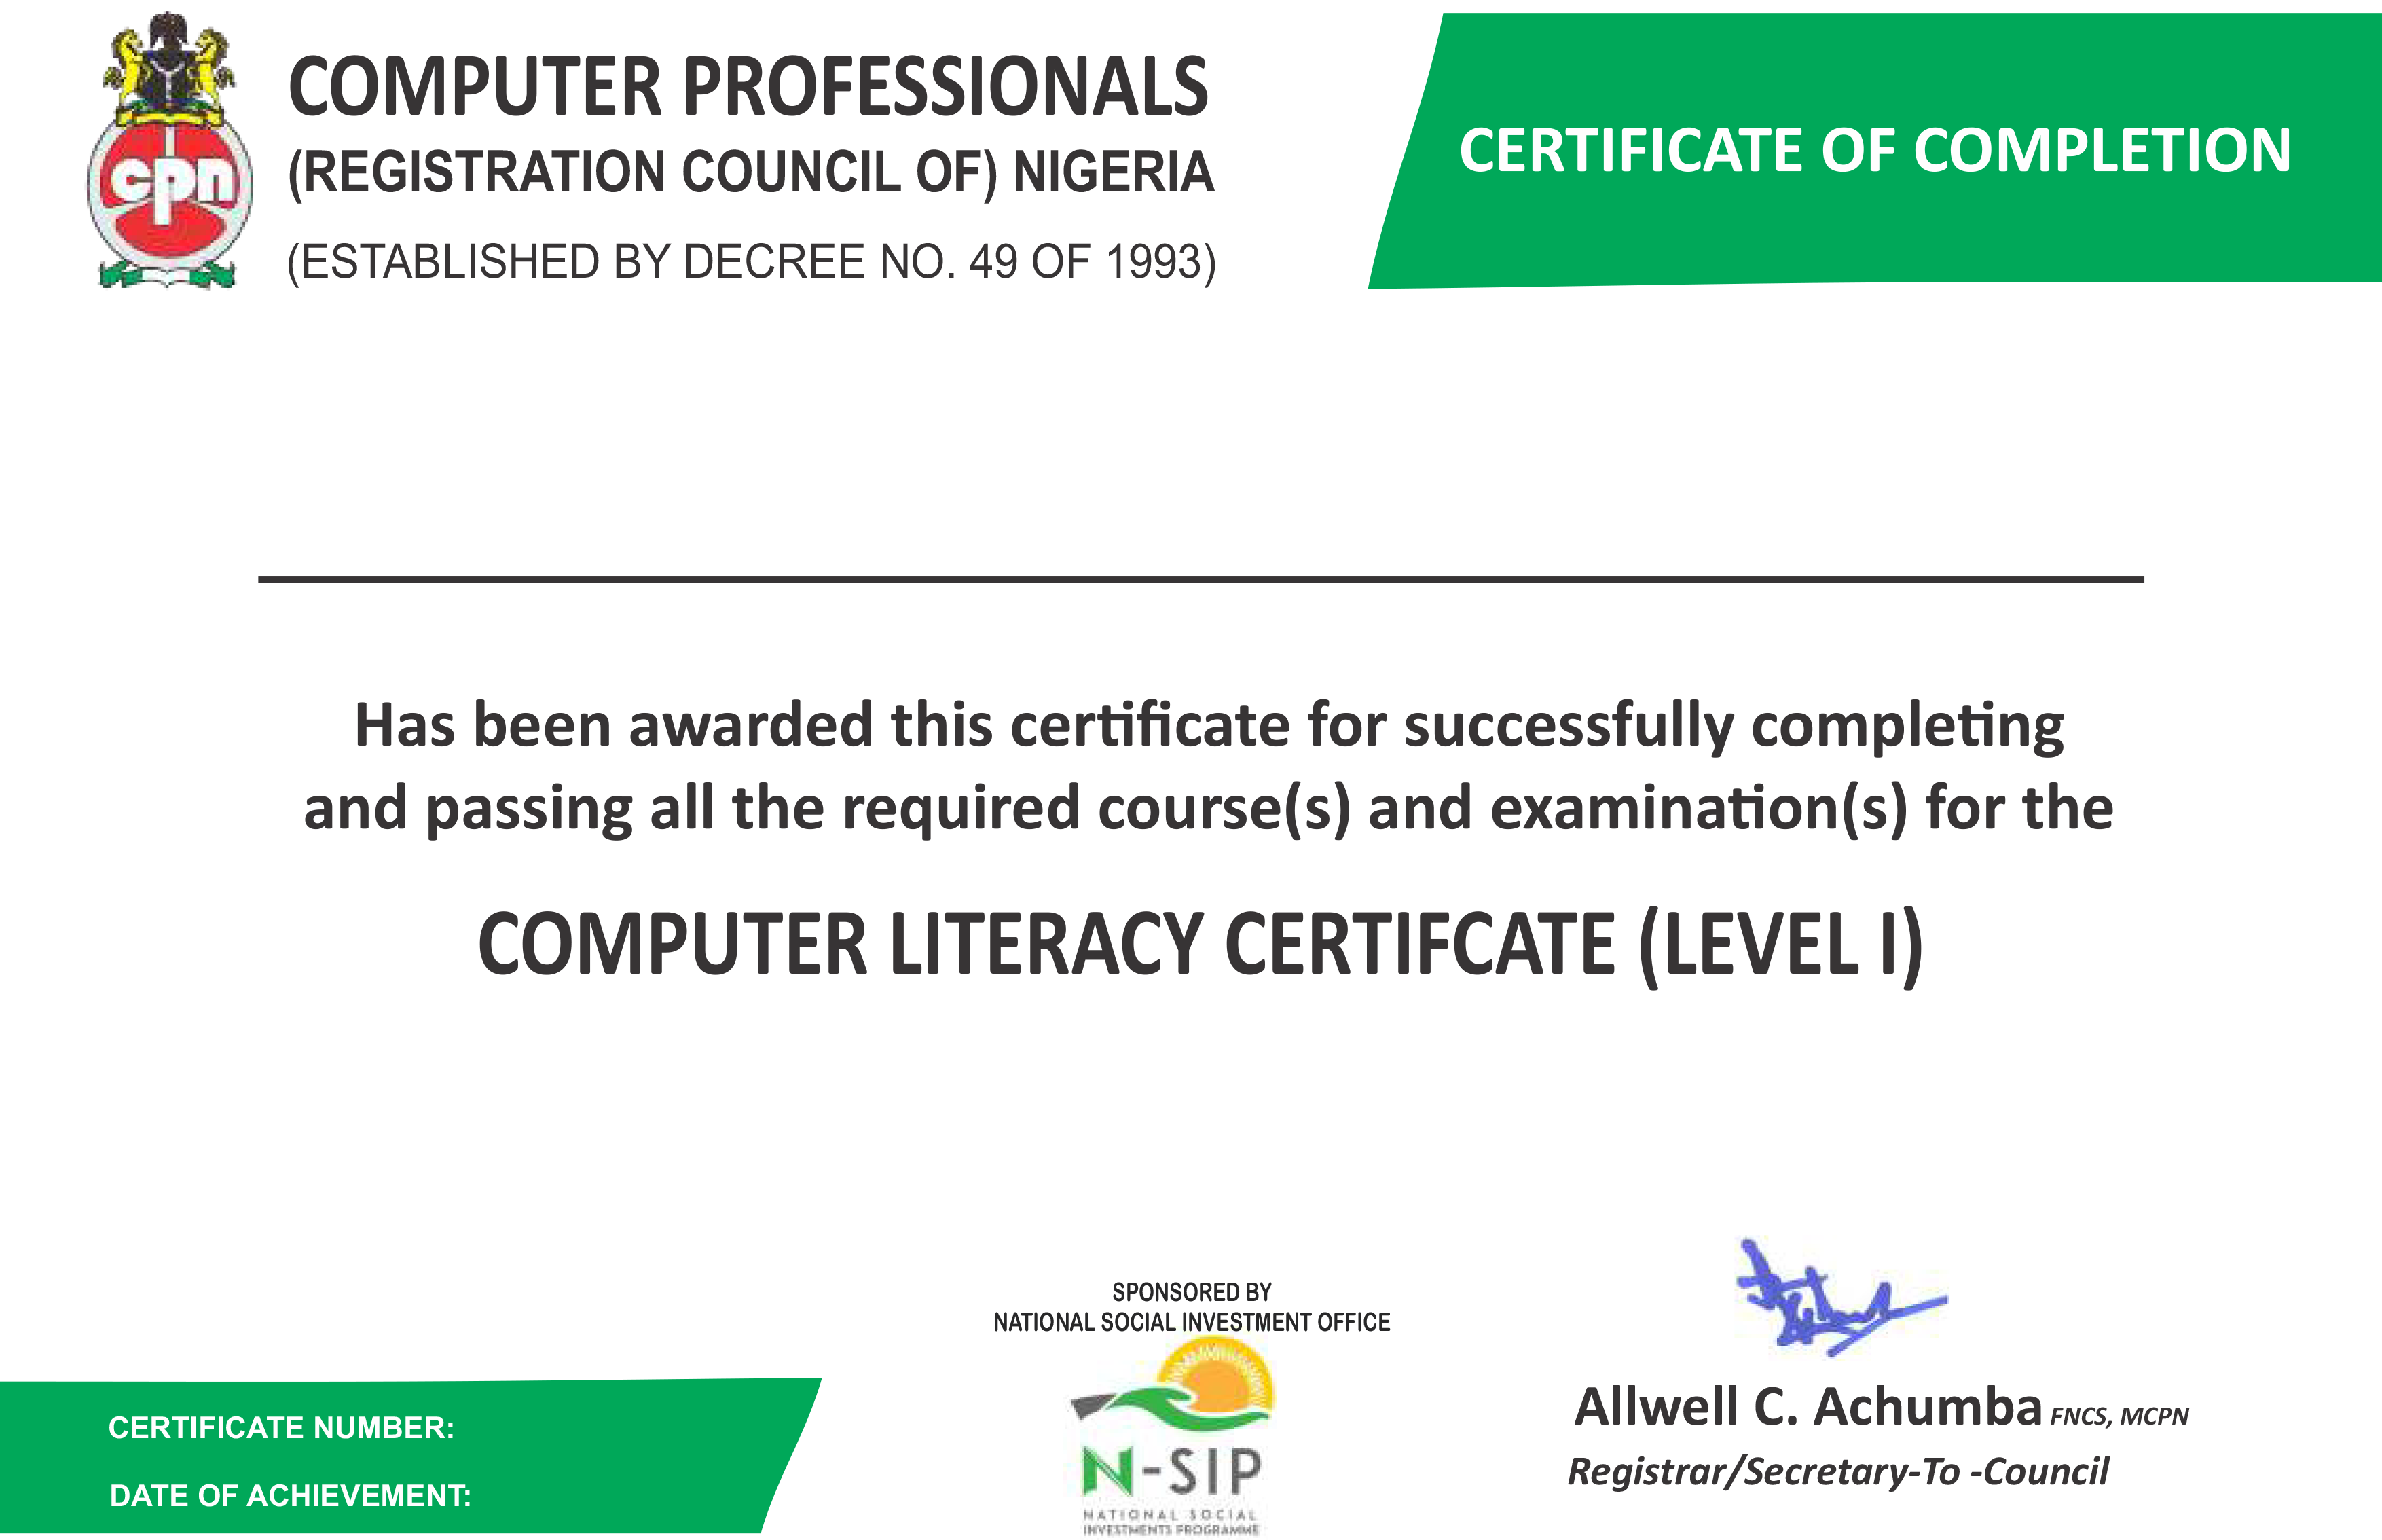 COMPUTER PROFESSIONALS
(REGISTRATION COUNCIL OF) NIGERIA
(ESTABLISHED BY DECREE NO. 49 OF 1993)
cpn
CERTIFICATE OF COMPLETION
Has been awarded this certificate for successfully completing
and passing all the required course(s) and examination(s) for the
COMPUTER LITERACY CERTIFCATE (LEVEL I)
SPONSORED BY
NATIONAL SOCIAL INVESTMENT OFFICE
N-SIP
NATIONAL SOCIAL
INVESTMENTS PROGRAMME
Allwell C. Achumba FNCS, MCPN
Registrar/Secretary-To -Council
CERTIFICATE NUMBER:
DATE OF ACHIEVEMENT: